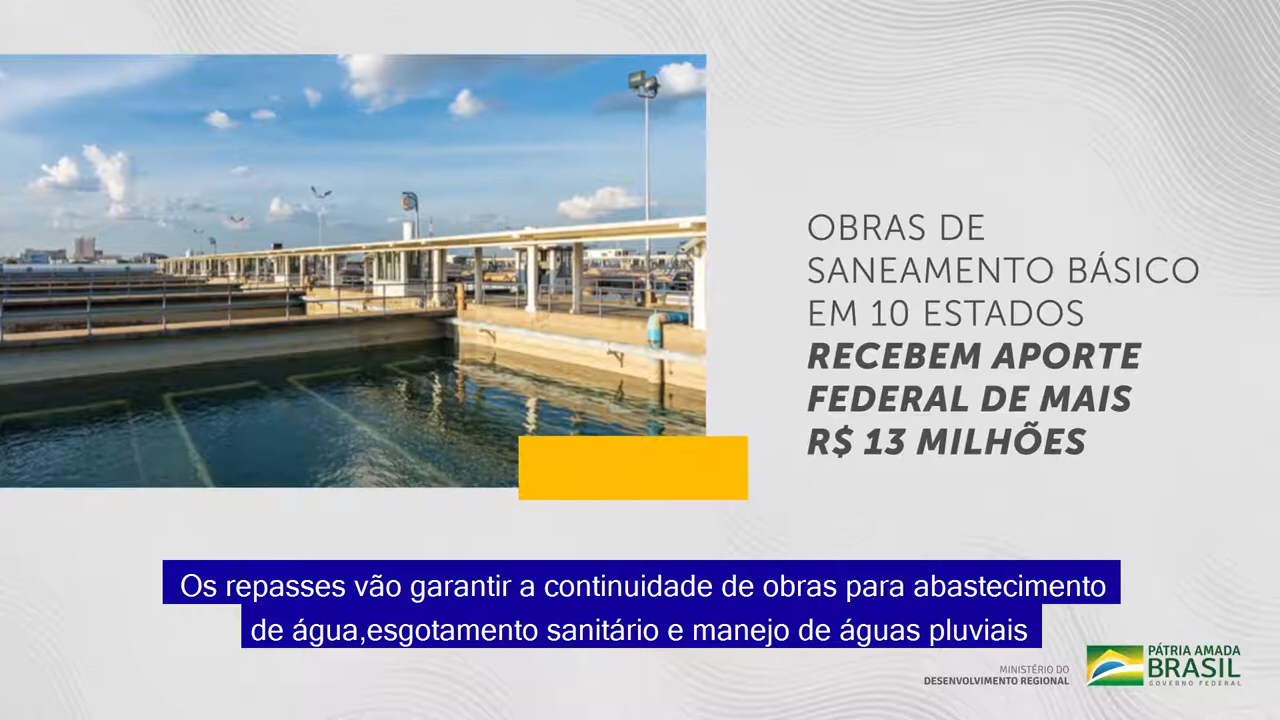 OBRAS DE
SANEAMENTO BÁSICO
EM 10 ESTADOS
RECEBEM APORTE
FEDERAL DE MAIS
R$ 13 MILHÕES
Os repasses vão garantir a continuidade de obras para abastecimento
de água,esgotamento sanitário e manejo de águas pluviais
MINISTÉRIO DO
DESENVOLVIMENTO REGIONAL
PÁTRIA AMADA
BRASIL
GOVERNO FEDERAL